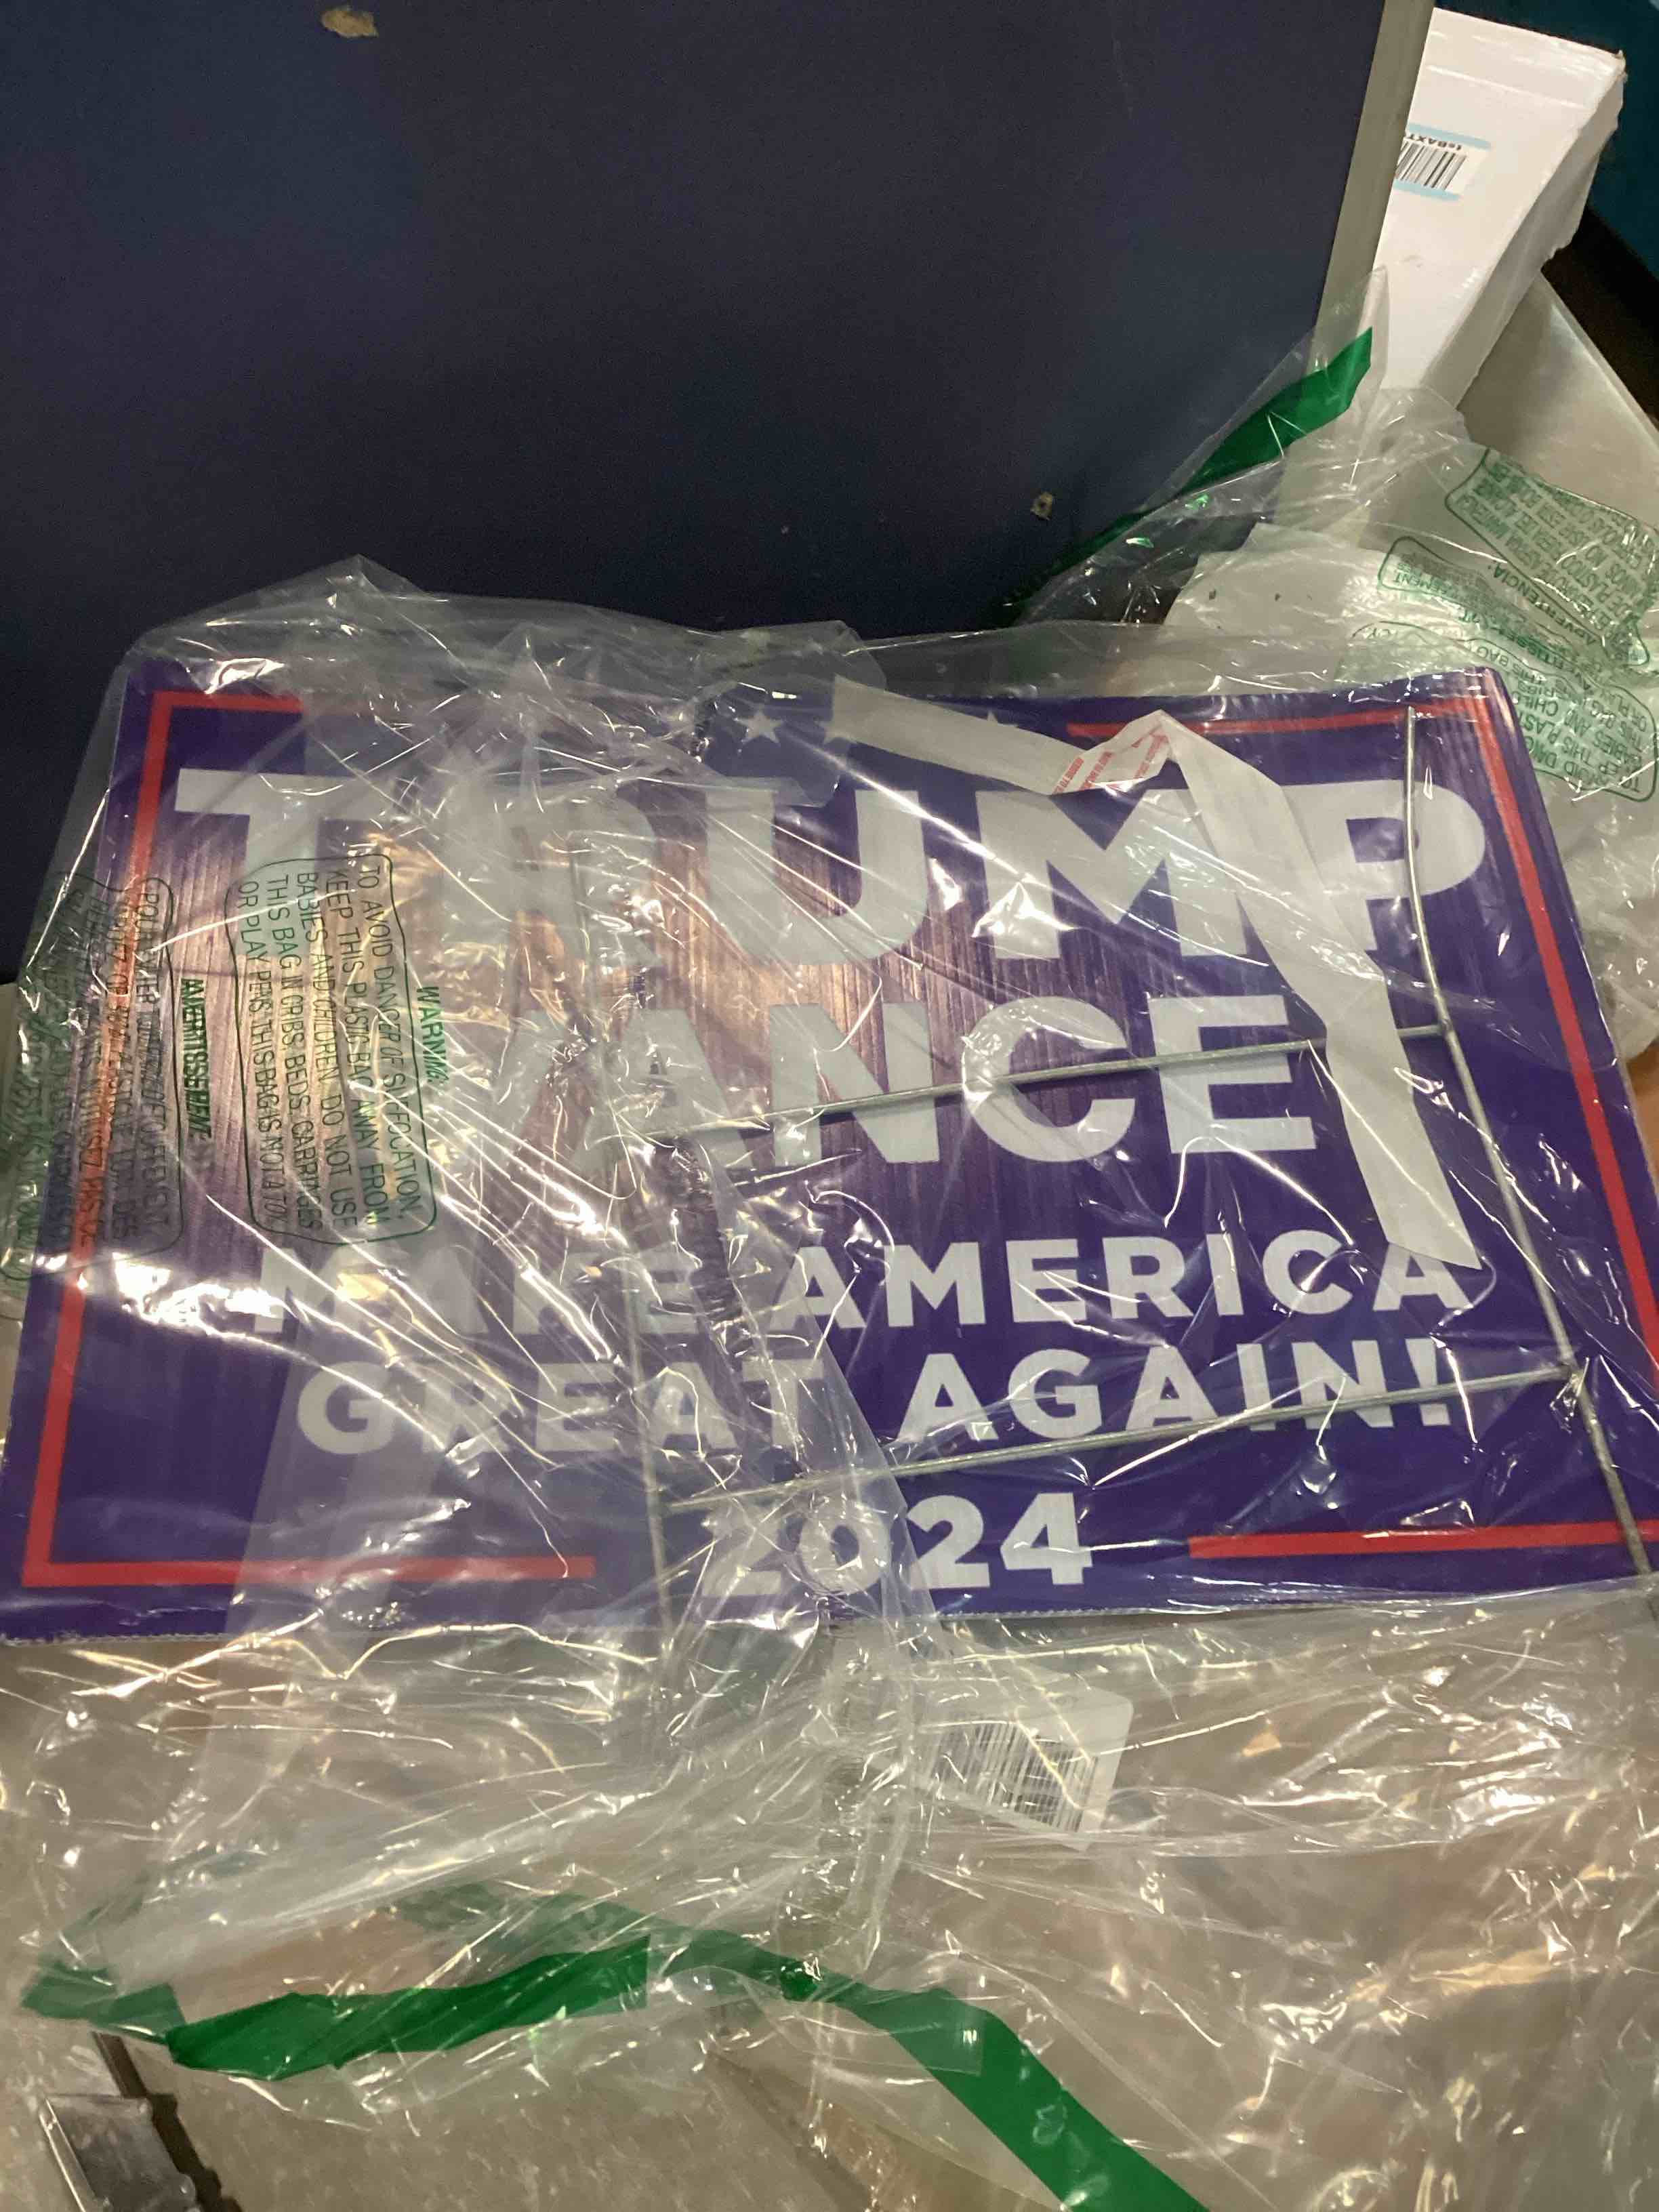 TRUMP
VANCE
MAKE AMERICA
GREAT AGAIN!
2024
WARNING:
TO AVOID DANGER OF SUFFOCATION,
KEEP THIS PLASTIC BAG AWAY FROM
BABIES AND CHILDREN. DO NOT USE
THIS BAG IN CRIBS, BEDS, CARRIAGES
OR PLAY PENS. THIS BAG IS NOT A TOY.
AVERTISSEMENT
ADVERTENCIA: